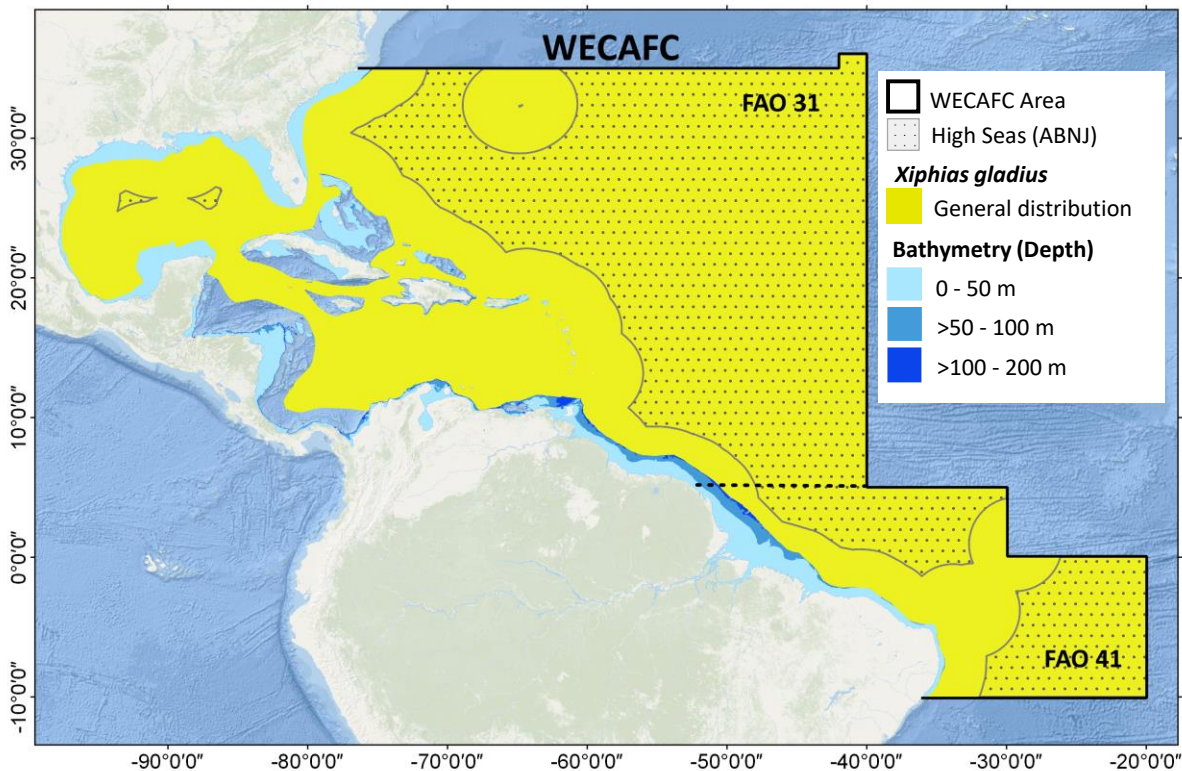 WECAFC
FAO 31
WECAFC Area
High Seas (ABNJ)
Xiphias gladius
General distribution
Bathymetry (Depth)
0 - 50 m
>50 - 100 m
>100 - 200 m
FAO 41
30°0'0"
20°0'0"
10°0'0"
0°0'0"
-10°0'0"
-90°0'0"
-80°0'0"
-70°0'0"
-60°0'0"
-50°0'0"
-40°0'0"
-30°0'0"
-20°0'0"